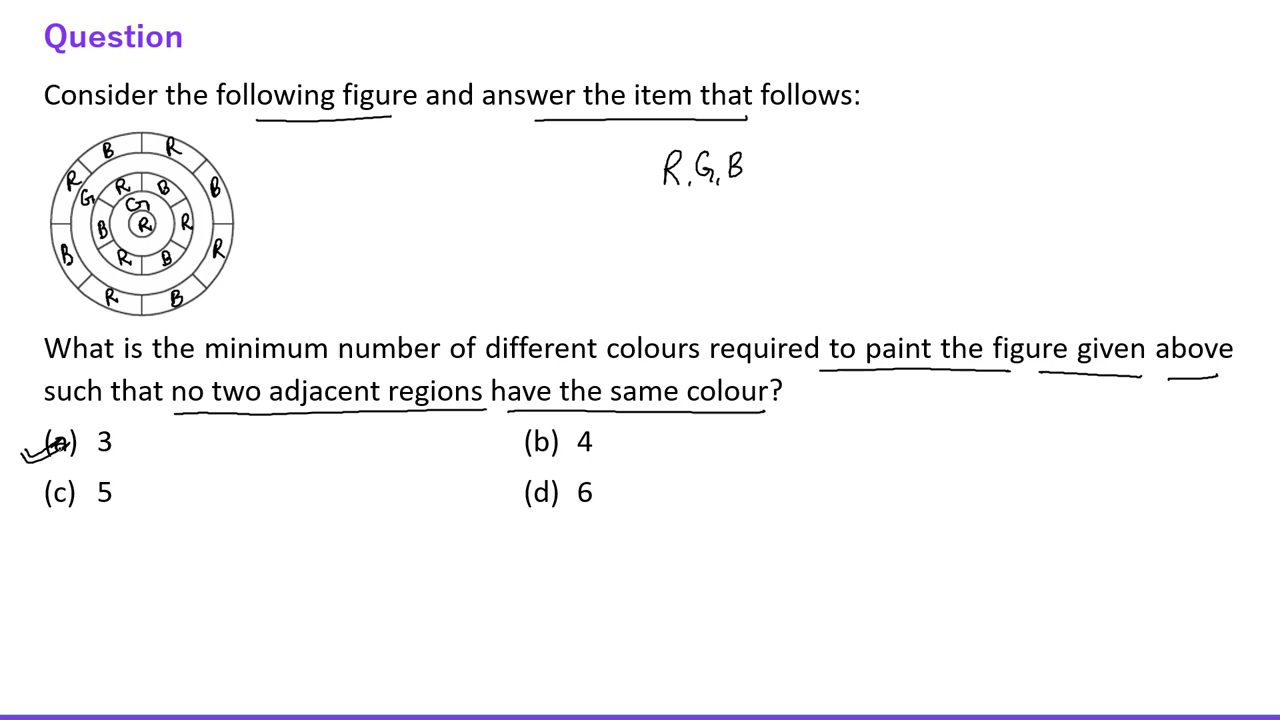 Question
Consider the following figure and answer the item that follows:
R, G, B
B R
R B
G R B
G
B R R
B R
R B
R B
What is the minimum number of different colours required to paint the figure given above
such that no two adjacent regions have the same colour?
(a) 3 (b) 4
(c) 5 (d) 6